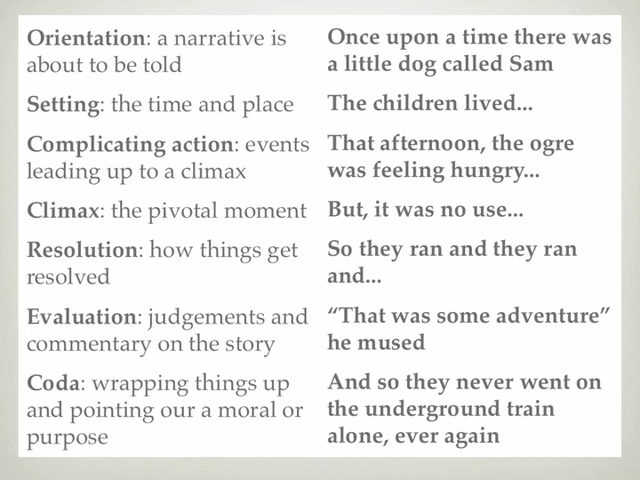 Orientation: a narrative is
about to be told
Once upon a time there was
a little dog called Sam
Setting: the time and place
The children lived...
Complicating action: events
leading up to a climax
That afternoon, the ogre
was feeling hungry...
Climax: the pivotal moment
But, it was no use...
Resolution: how things get
resolved
So they ran and they ran
and...
Evaluation: judgements and
commentary on the story
“That was some adventure”
he mused
Coda: wrapping things up
and pointing our a moral or
purpose
And so they never went on
the underground train
alone, ever again